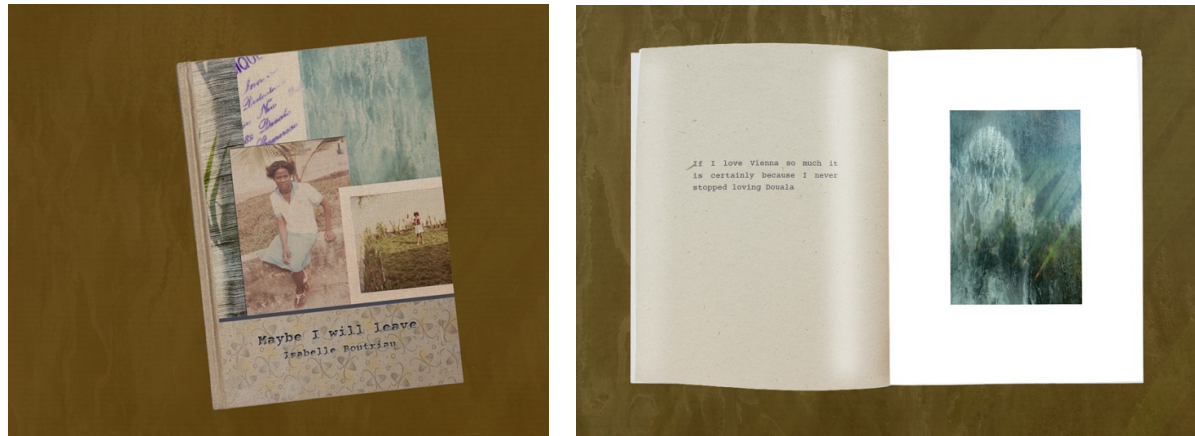 Maybe I will leave
Isabelle Boutriau
If I love Vienna so much it
is certainly because I never
stopped loving Douala